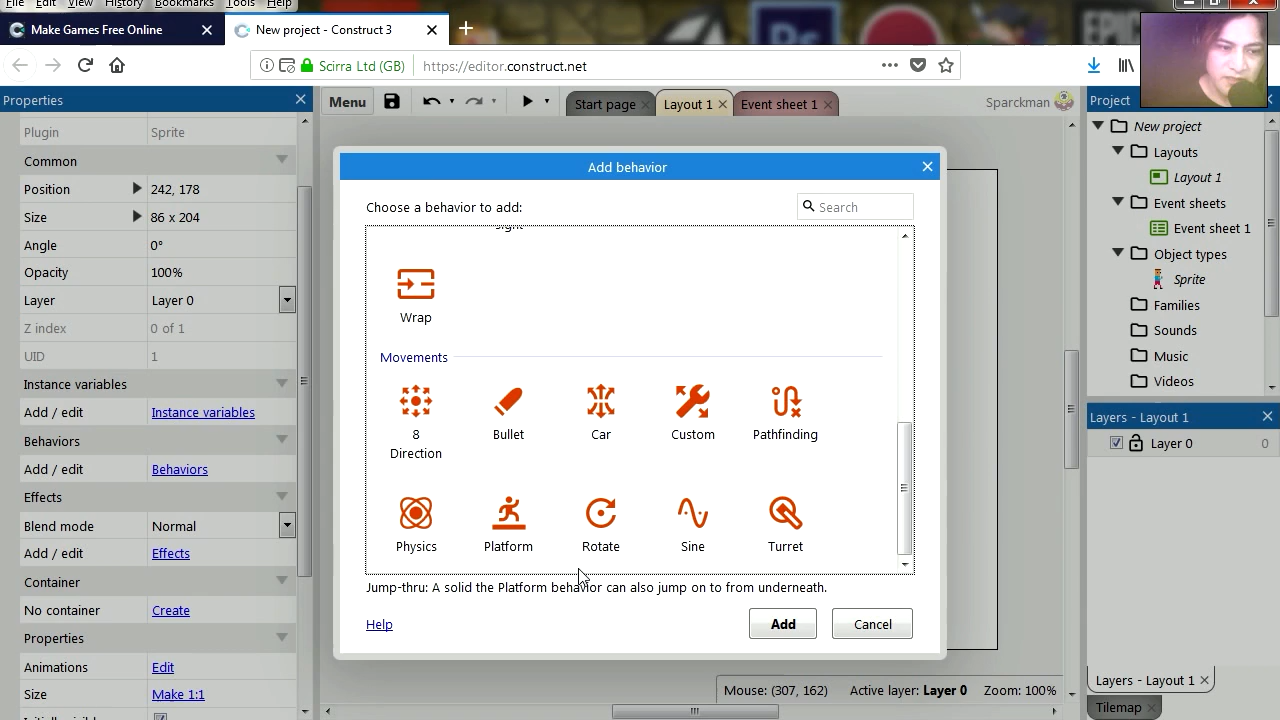 File Edit View History Bookmarks Tools Help
Make Games Free Online
New project - Construct 3
Ps
EPIC
Scirra Ltd (GB)
https://editor.construct.net
Properties
Menu
Start page
Layout 1
Event sheet 1
Sparckman
Project
Plugin Sprite
Common
Position 242, 178
Size 86 x 204
Angle 0°
Opacity 100%
Layer Layer 0
Z index 0 of 1
UID 1
Instance variables
Add / edit Instance variables
Behaviors
Add / edit Behaviors
Effects
Blend mode Normal
Add / edit Effects
Container
No container Create
Properties
Animations Edit
Size Make 1:1
Add behavior
Choose a behavior to add:
Search
sight
Wrap
Movements
8 Direction
Bullet
Car
Custom
Pathfinding
Physics
Platform
Rotate
Sine
Turret
Jump-thru: A solid the Platform behavior can also jump on to from underneath.
Help
Add
Cancel
Mouse: (307, 162) Active layer: Layer 0 Zoom: 100%
New project
Layouts
Layout 1
Event sheets
Event sheet 1
Object types
Sprite
Families
Sounds
Music
Videos
Layers - Layout 1
Layer 0 0
Layers - Layout 1
Tilemap